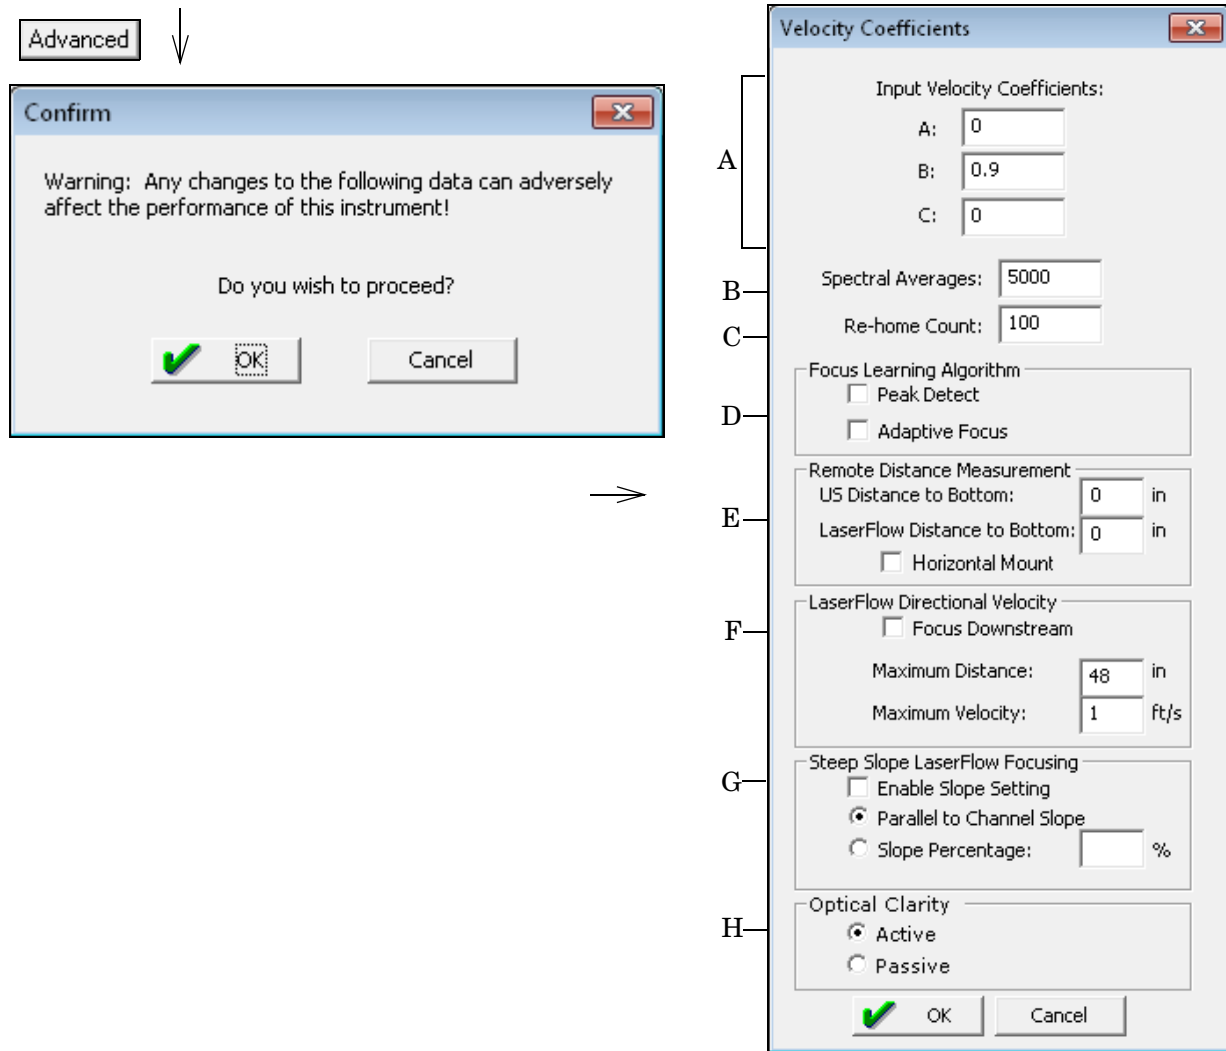 Advanced
Confirm
Warning: Any changes to the following data can adversely
affect the performance of this instrument!
Do you wish to proceed?
OK
Cancel
Velocity Coefficients
A
Input Velocity Coefficients:
A: 0
B: 0.9
C: 0
B
Spectral Averages: 5000
C
Re-home Count: 100
D
Focus Learning Algorithm
Peak Detect
Adaptive Focus
E
Remote Distance Measurement
US Distance to Bottom: 0 in
LaserFlow Distance to Bottom: 0 in
Horizontal Mount
F
LaserFlow Directional Velocity
Focus Downstream
Maximum Distance: 48 in
Maximum Velocity: 1 ft/s
G
Steep Slope LaserFlow Focusing
Enable Slope Setting
Parallel to Channel Slope
Slope Percentage: %
H
Optical Clarity
Active
Passive
OK
Cancel